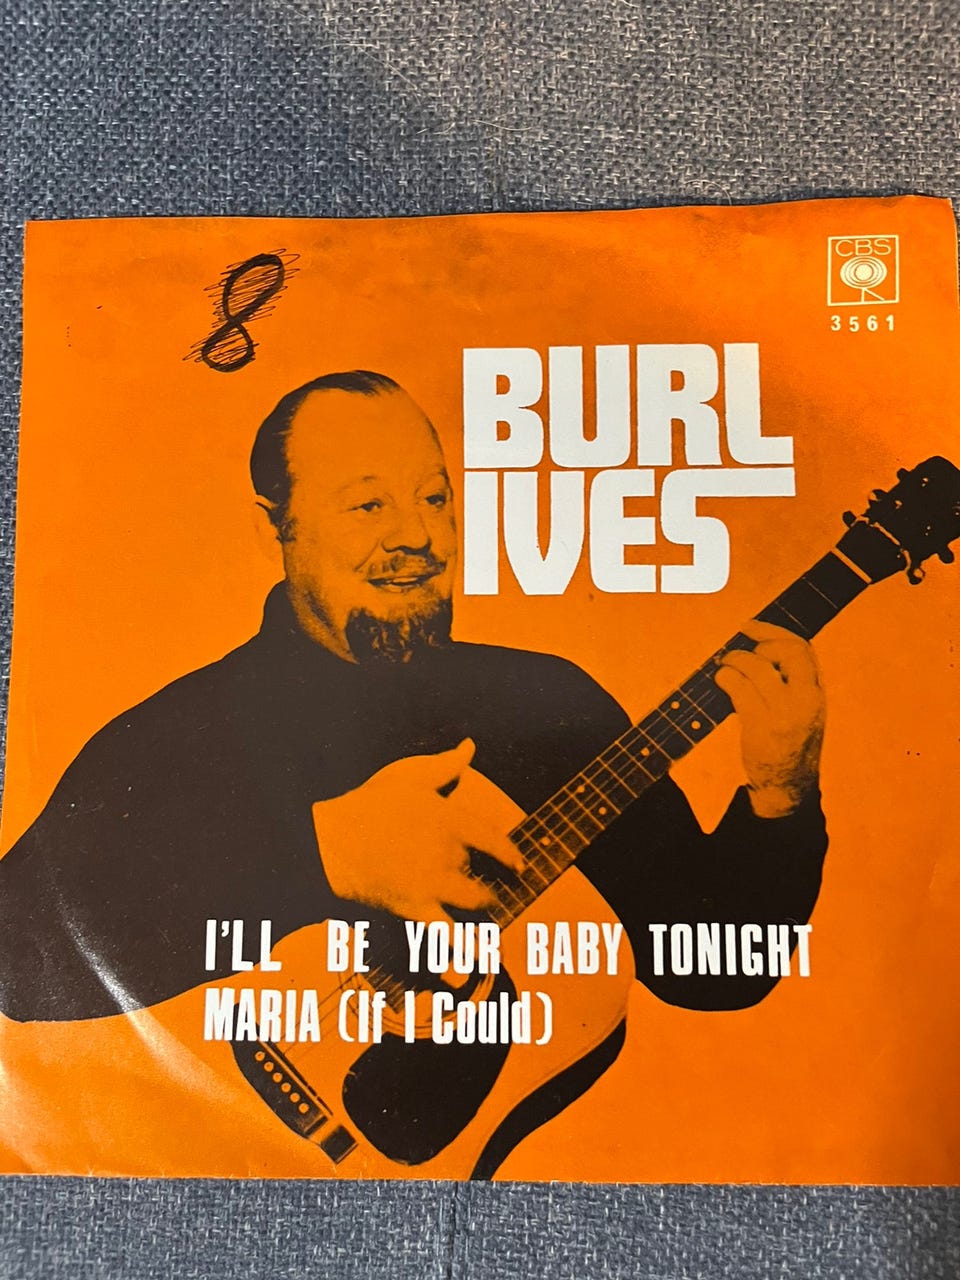 8
CBS
3561
BURL
IVES
I'LL BE YOUR BABY TONIGHT
MARIA (If I Could)